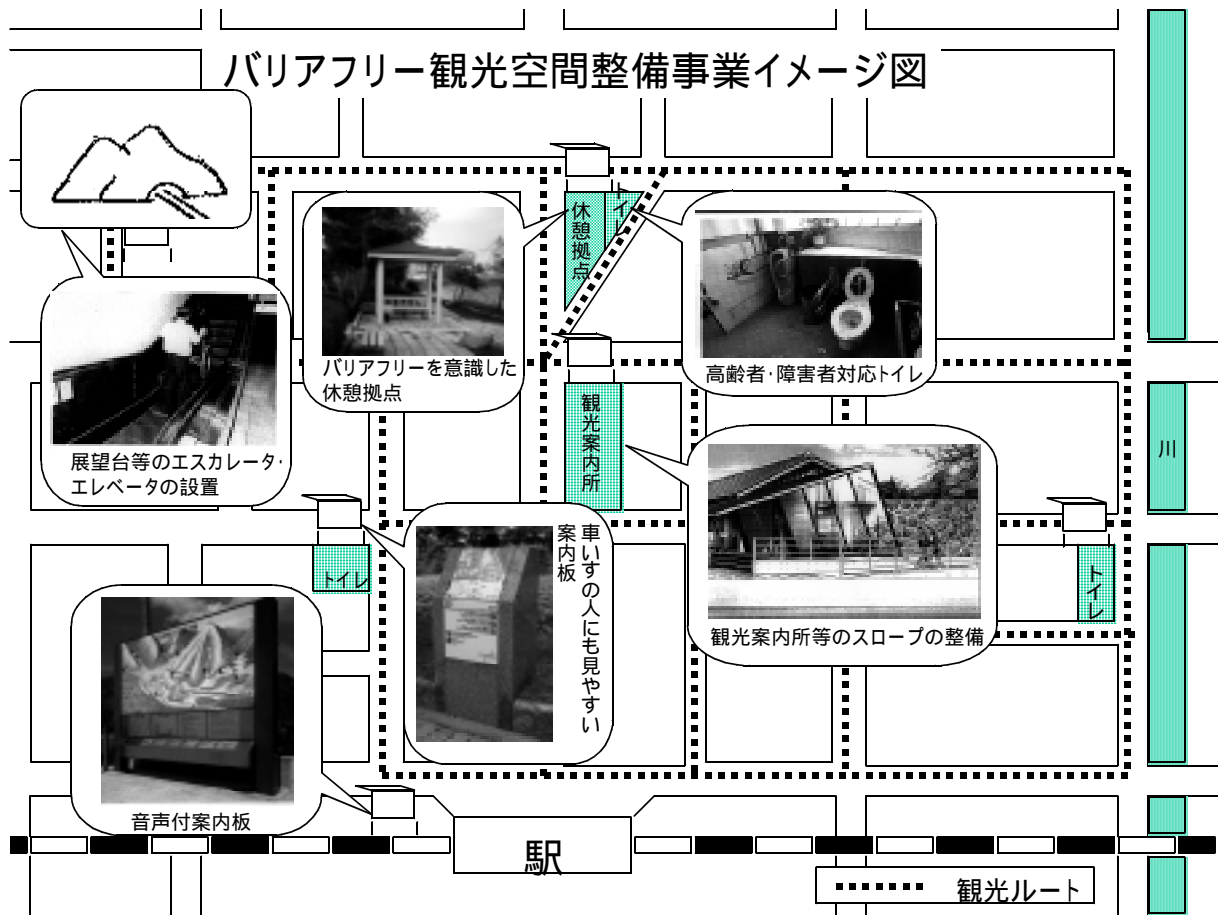 バリアフリー観光空間整備事業イメージ図
休憩拠点
トイレ
バリアフリーを意識した
休憩拠点
高齢者・障害者対応トイレ
展望台等のエスカレータ・
エレベータの設置
観光案内所
川
トイレ
車いすの人にも見やすい
案内板
観光案内所等のスロープの整備
トイレ
音声付案内板
駅
観光ルート